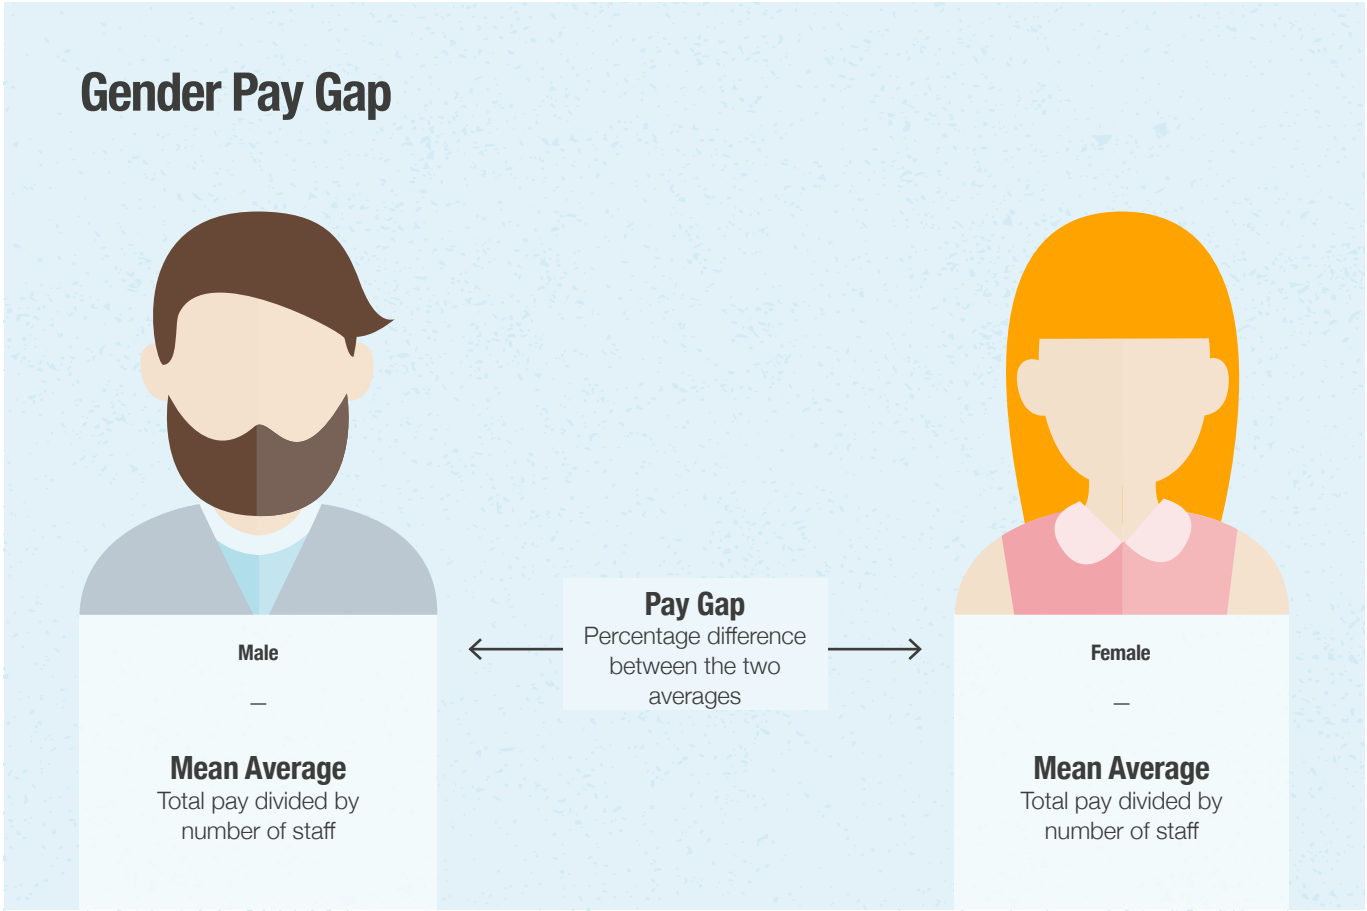 Gender Pay Gap
Male
—
Mean Average
Total pay divided by
number of staff
Pay Gap
Percentage difference
between the two
averages
Female
—
Mean Average
Total pay divided by
number of staff